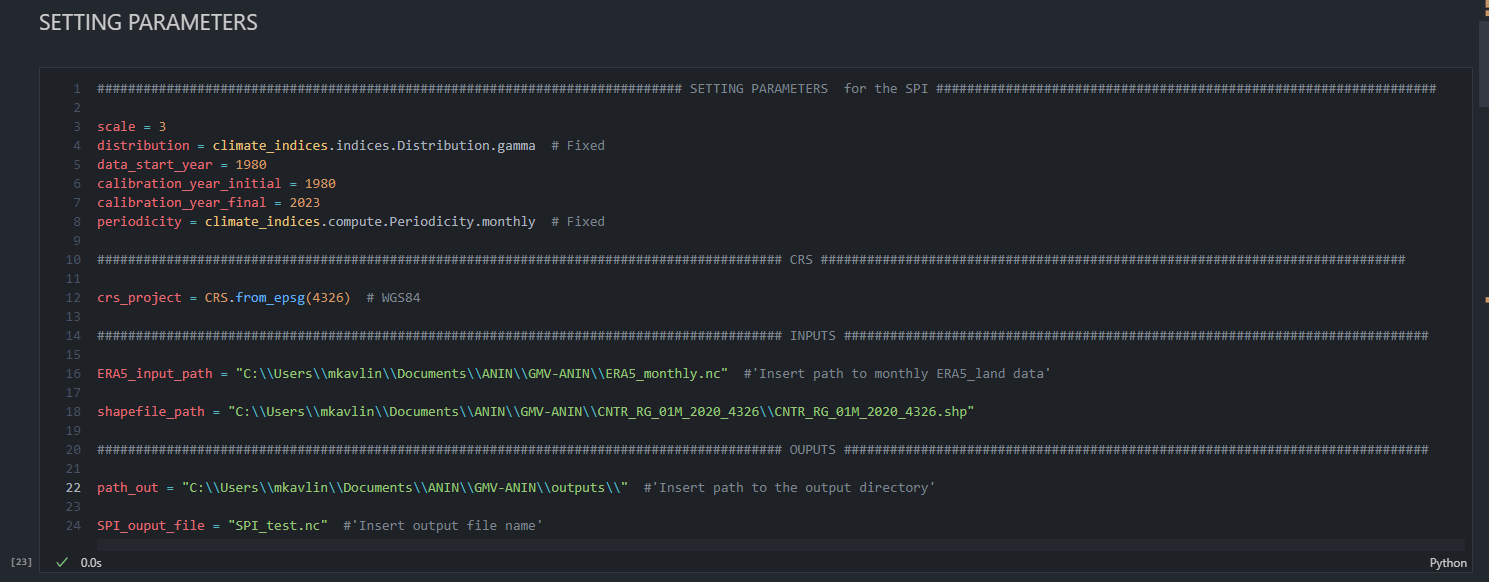 SETTING PARAMETERS
1 ############################################################################ SETTING PARAMETERS  for the SPI #################################################################
2
3 scale = 3
4 distribution = climate_indices.indices.Distribution.gamma  # Fixed
5 data_start_year = 1980
6 calibration_year_initial = 1980
7 calibration_year_final = 2023
8 periodicity = climate_indices.compute.Periodicity.monthly  # Fixed
9
10 ######################################################################################### CRS ############################################################################
11
12 crs_project = CRS.from_epsg(4326)  # WGS84
13
14 ######################################################################################### INPUTS ############################################################################
15
16 ERA5_input_path = "C:\\Users\\mkavlin\\Documents\\ANIN\\GMV-ANIN\\ERA5_monthly.nc"  #'Insert path to monthly ERA5_land data'
17
18 shapefile_path = "C:\\Users\\mkavlin\\Documents\\ANIN\\GMV-ANIN\\CNTR_RG_01M_2020_4326\\CNTR_RG_01M_2020_4326.shp"
19
20 ######################################################################################### OUPUTS ############################################################################
21
22 path_out = "C:\\Users\\mkavlin\\Documents\\ANIN\\GMV-ANIN\\outputs\\"  #'Insert path to the output directory'
23
24 SPI_ouput_file = "SPI_test.nc"  #'Insert output file name'
[23] ✓ 0.0s Python